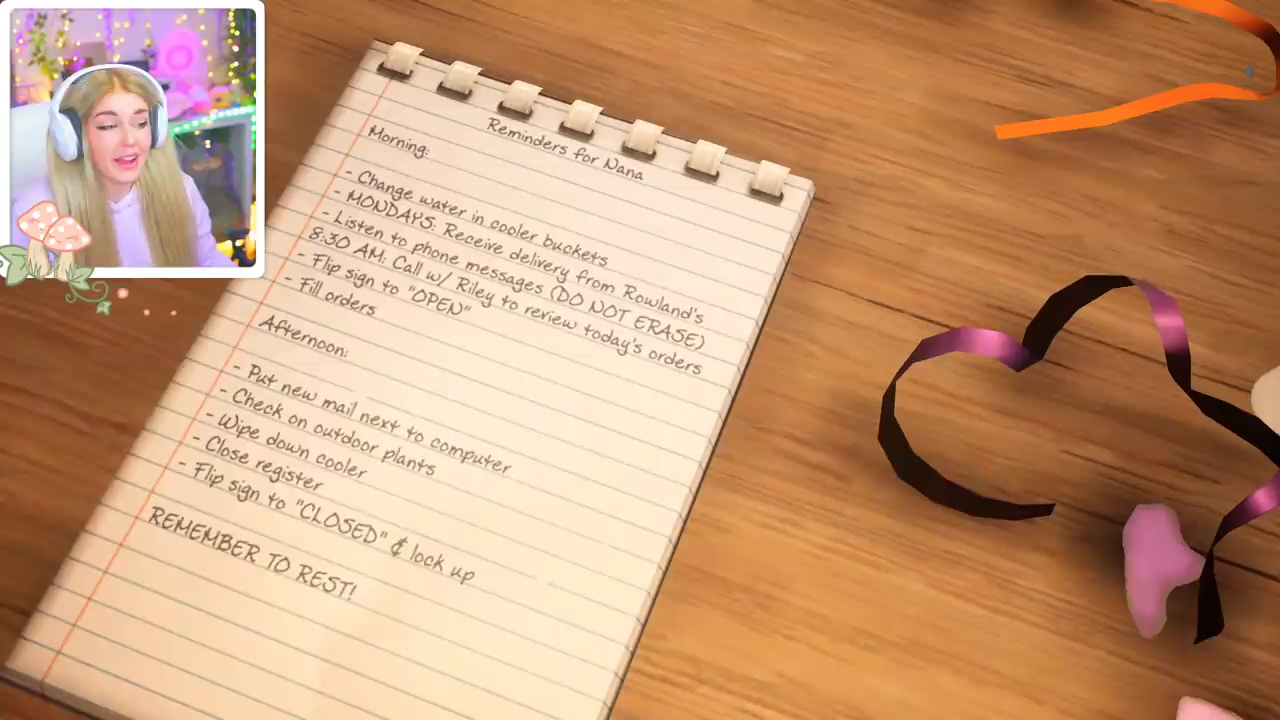 Reminders for Nana
Morning:
- Change water in cooler buckets
- MONDAYS: Receive delivery from Rowland's
- Listen to phone messages (DO NOT ERASE)
8:30 AM: Call w/ Riley to review today's orders
- Flip sign to "OPEN"
- Fill orders
Afternoon:
- Put new mail next to computer
- Check on outdoor plants
- Wipe down cooler
- Close register
- Flip sign to "CLOSED" & lock up
REMEMBER TO REST!